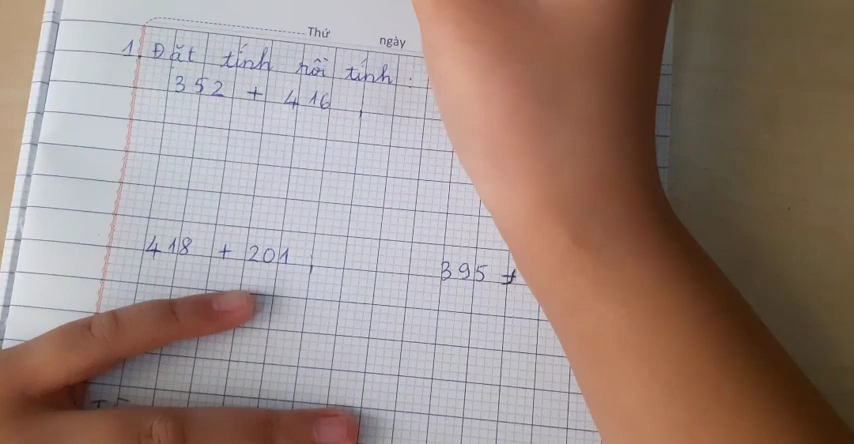 Thứ ngày
1. Đặt tính rồi tính:
352 + 416,
418 + 201, 395 +